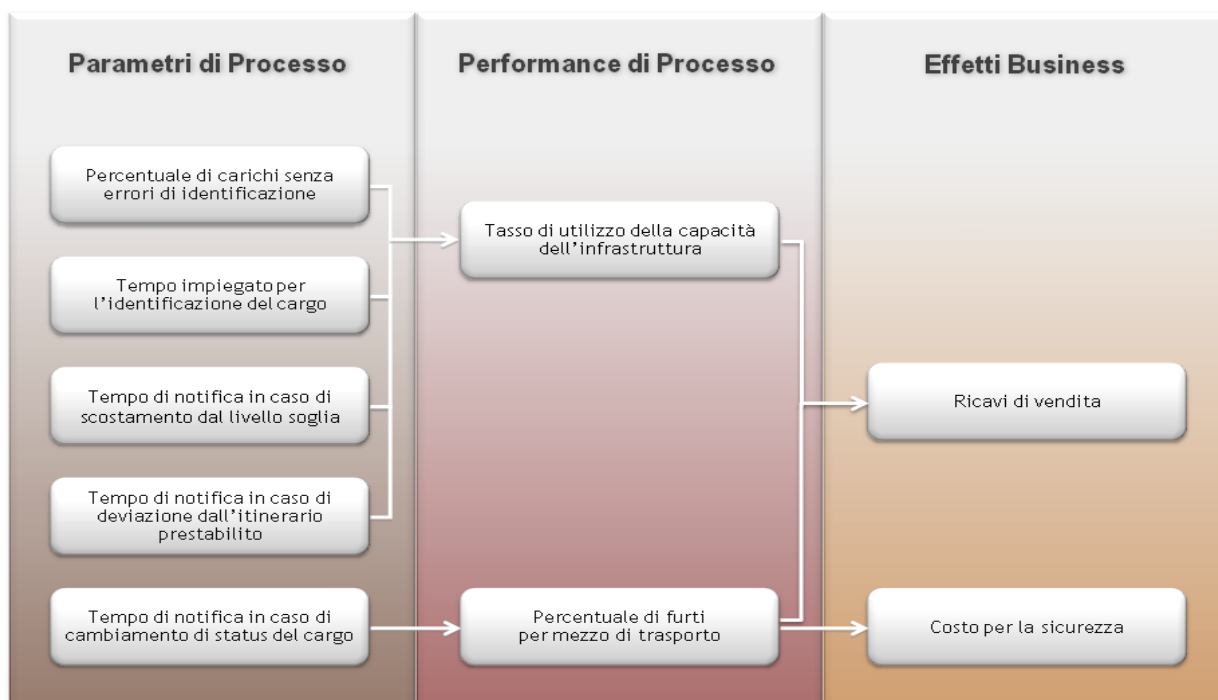 Parametri di Processo
Performance di Processo
Effetti Business
Percentuale di carichi senza
errori di identificazione
Tempo impiegato per
l'identificazione del cargo
Tempo di notifica in caso di
scostamento dal livello soglia
Tempo di notifica in caso di
deviazione dall'itinerario
prestabilito
Tempo di notifica in caso di
cambiamento di status del cargo
Tasso di utilizzo della capacità
dell'infrastruttura
Percentuale di furti
per mezzo di trasporto
Ricavi di vendita
Costo per la sicurezza